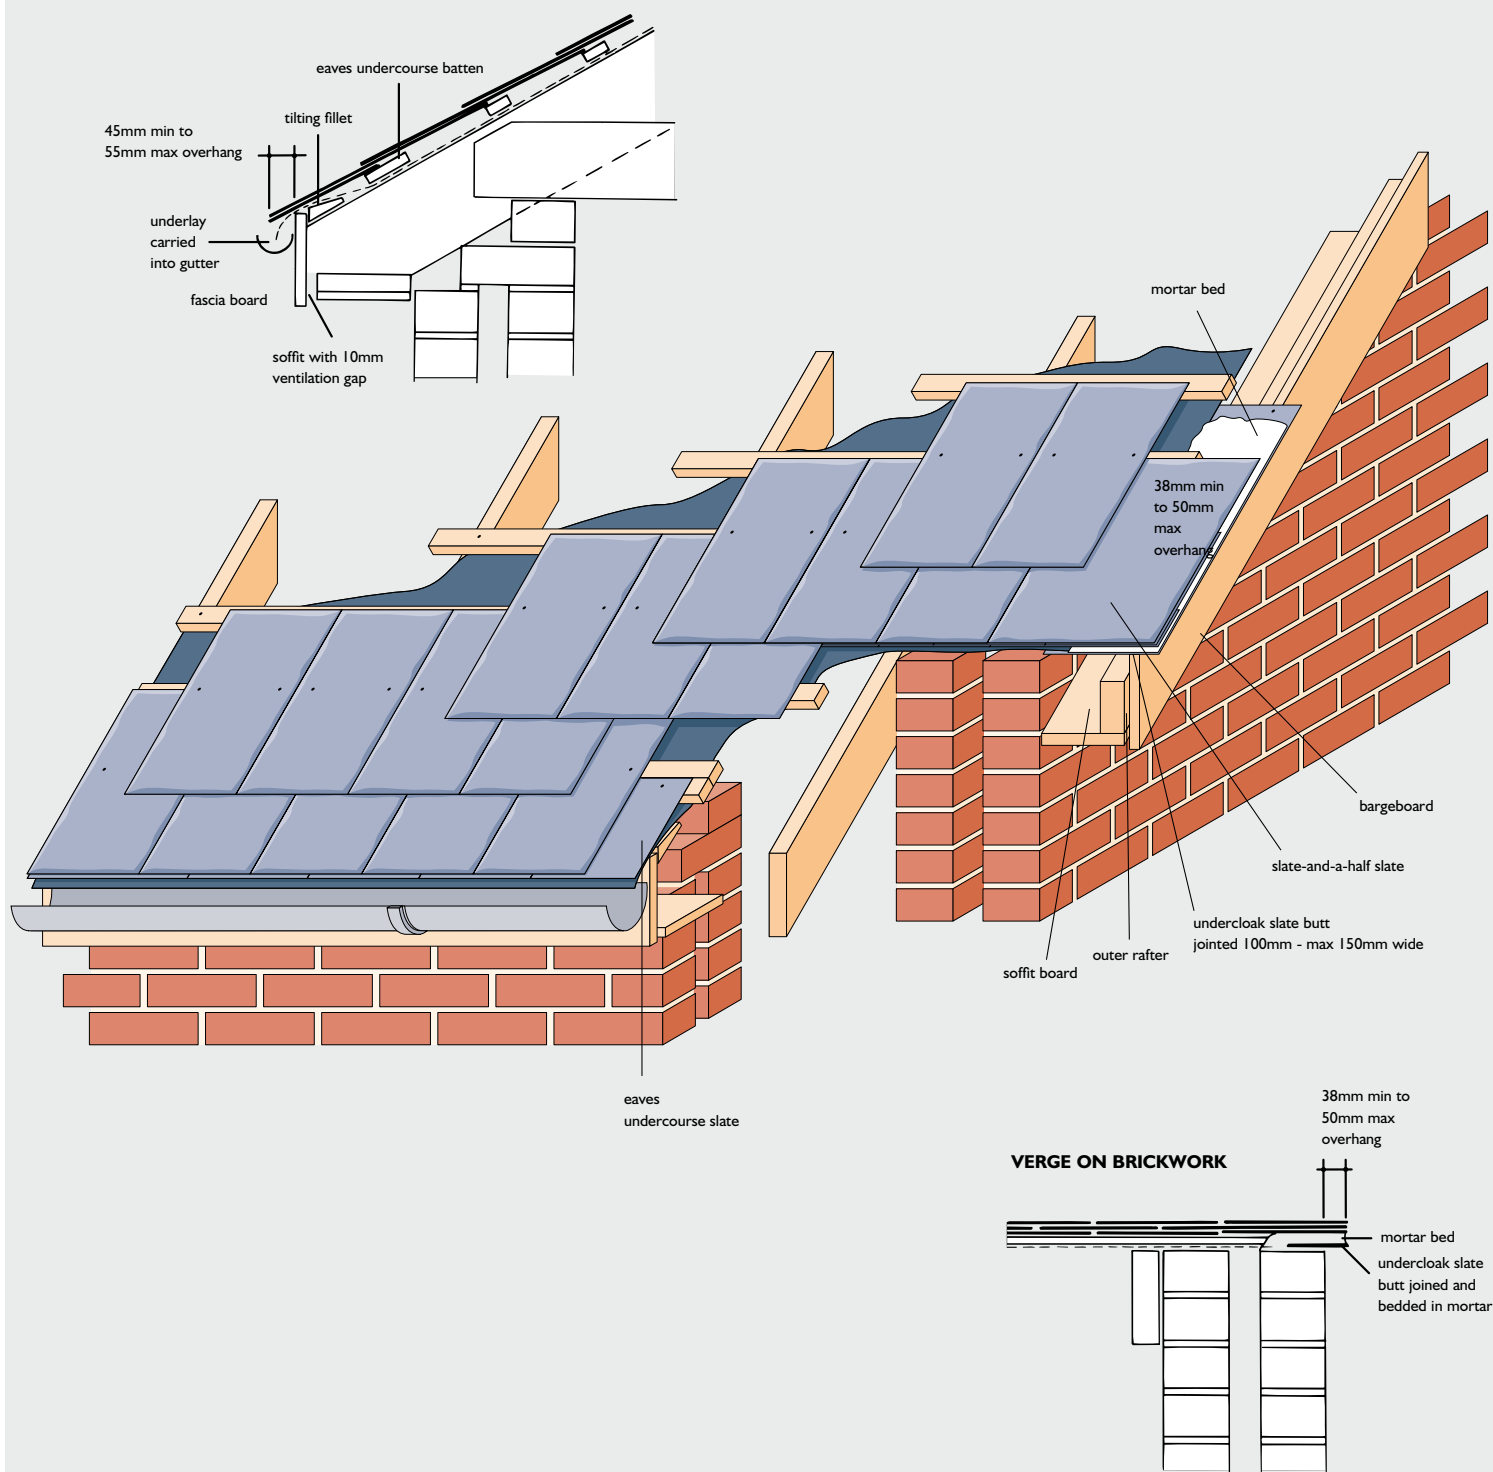 eaves undercourse batten
tilting fillet
45mm min to
55mm max overhang
underlay
carried
into gutter
fascia board
soffit with 10mm
ventilation gap
mortar bed
38mm min
to 50mm
max
overhang
bargeboard
slate-and-a-half slate
undercloak slate butt
jointed 100mm - max 150mm wide
outer rafter
soffit board
eaves
undercourse slate
38mm min to
50mm max
overhang
VERGE ON BRICKWORK
mortar bed
undercloak slate
butt joined and
bedded in mortar